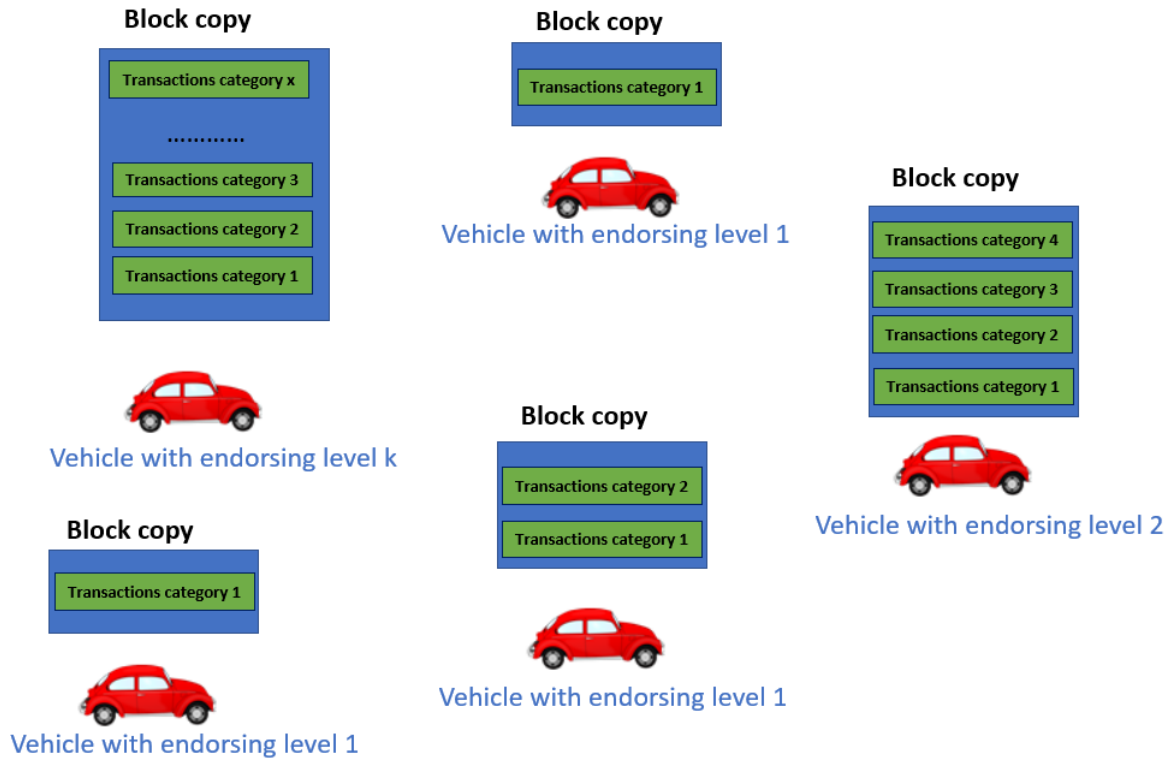 Block copy
Transactions category x
............
Transactions category 3
Transactions category 2
Transactions category 1
Vehicle with endorsing level k
Block copy
Transactions category 1
Vehicle with endorsing level 1
Block copy
Transactions category 4
Transactions category 3
Transactions category 2
Transactions category 1
Vehicle with endorsing level 2
Block copy
Transactions category 2
Transactions category 1
Vehicle with endorsing level 1
Block copy
Transactions category 1
Vehicle with endorsing level 1